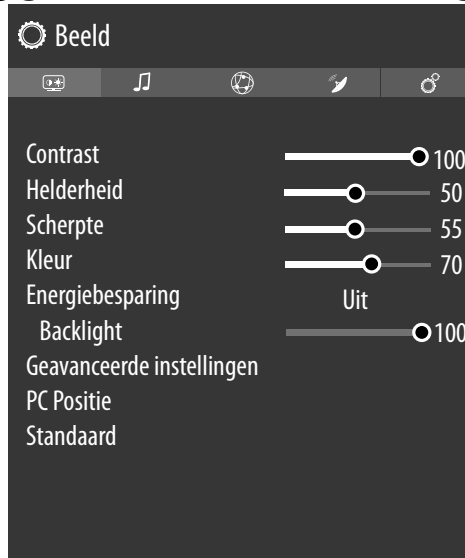 Beeld
Contrast 100
Helderheid 50
Scherpte 55
Kleur 70
Energiebesparing Uit
Backlight 100
Geavanceerde instellingen
PC Positie
Standaard